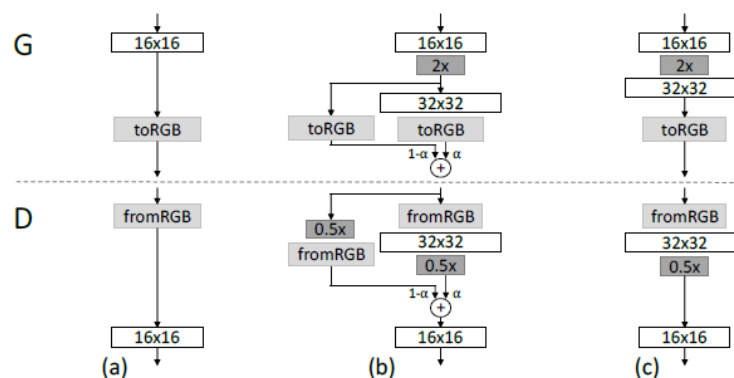 G
16x16
toRGB
16x16
2x
32x32
toRGB
toRGB
1-α
α
+
16x16
2x
32x32
toRGB
D
fromRGB
16x16
(a)
0.5x
fromRGB
fromRGB
32x32
0.5x
1-α
α
+
16x16
(b)
fromRGB
32x32
0.5x
16x16
(c)